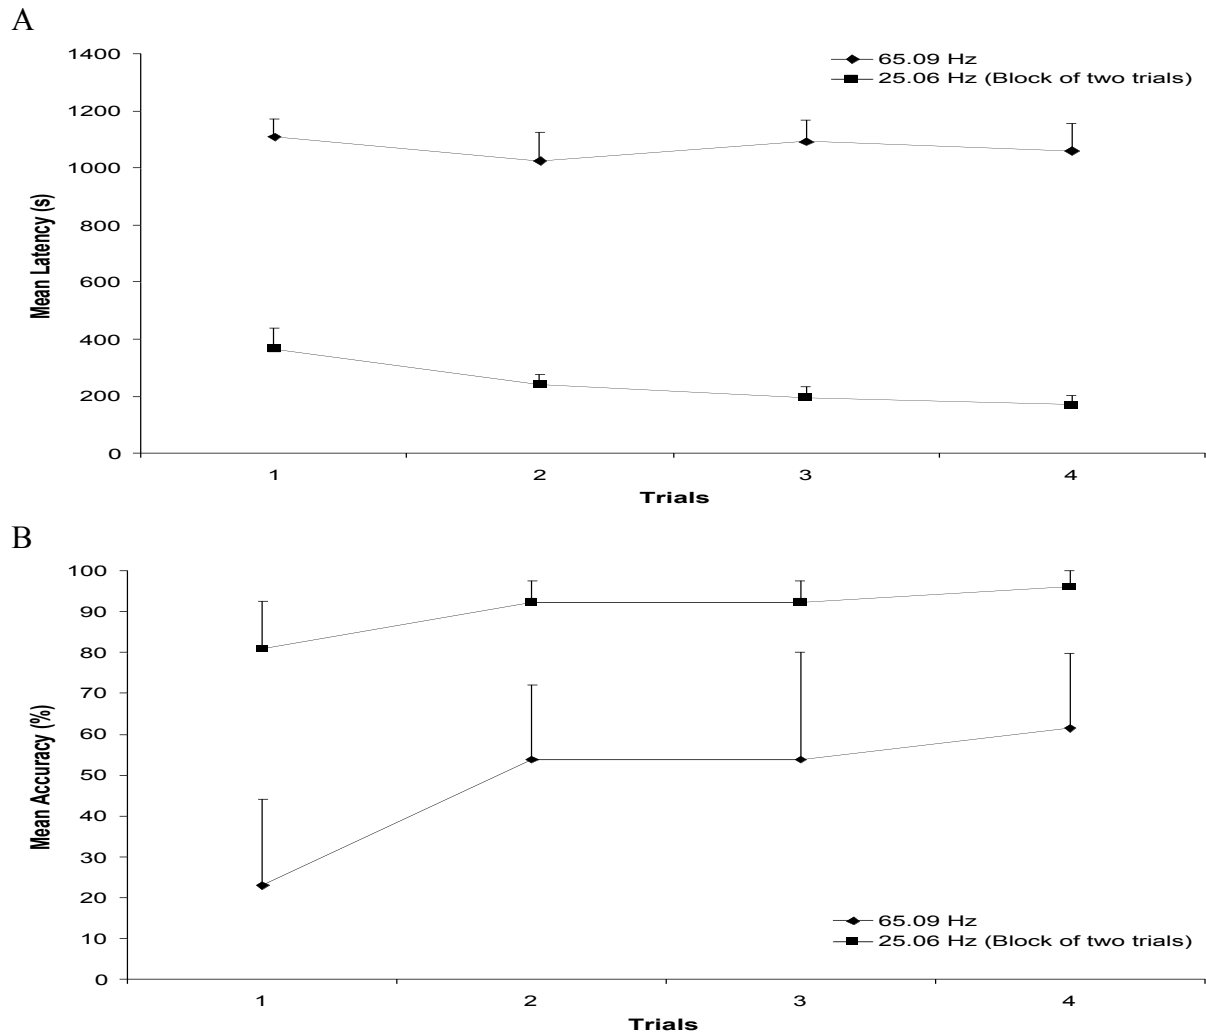 A
1400
1200
1000
800
600
400
200
0
Mean Latency (s)
65.09 Hz
25.06 Hz (Block of two trials)
1 2 3 4
Trials
B
100
90
80
70
60
50
40
30
20
10
0
Mean Accuracy (%)
65.09 Hz
25.06 Hz (Block of two trials)
1 2 3 4
Trials